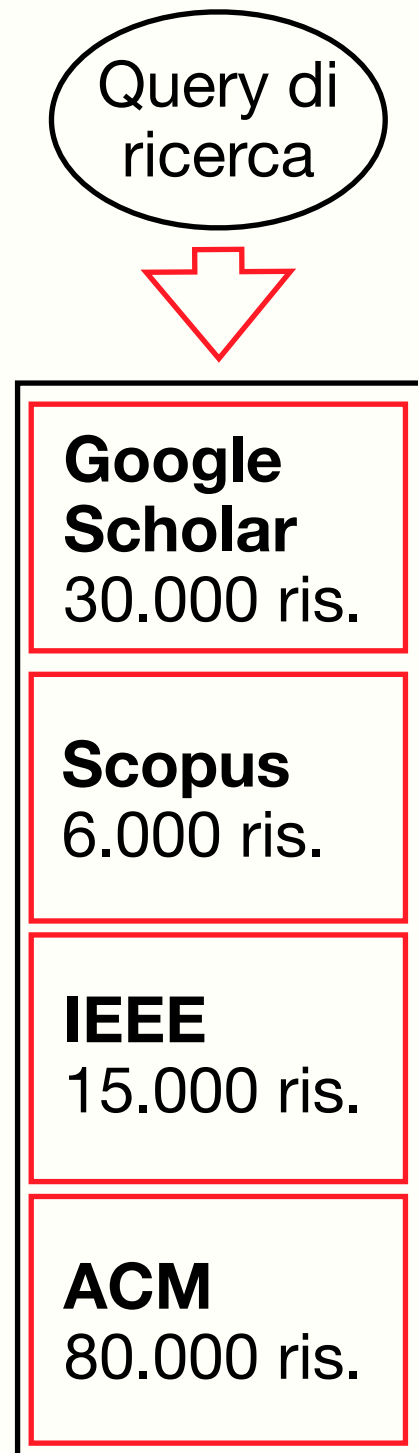 Query di
ricerca
Google
Scholar
30.000 ris.
Scopus
6.000 ris.
IEEE
15.000 ris.
ACM
80.000 ris.